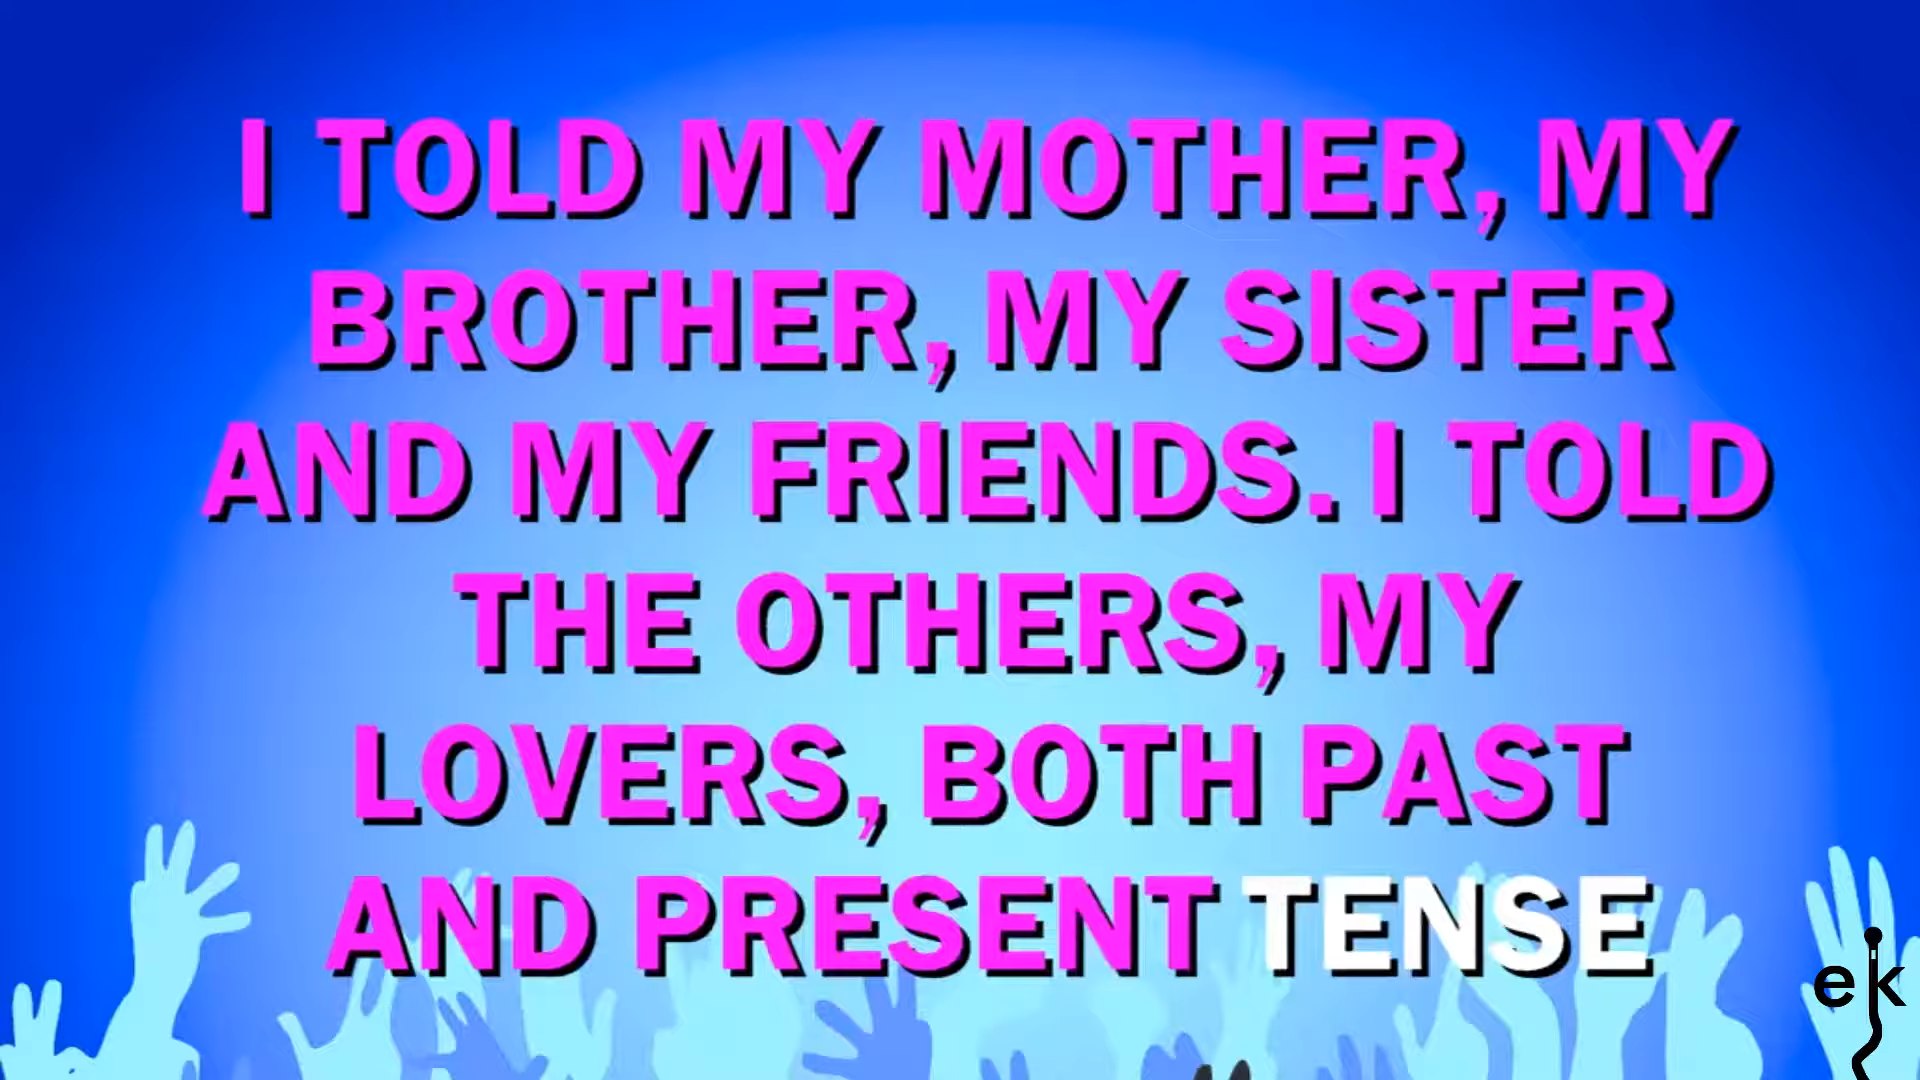 I TOLD MY MOTHER, MY
BROTHER, MY SISTER
AND MY FRIENDS. I TOLD
THE OTHERS, MY
LOVERS, BOTH PAST
AND PRESENT TENSE
ek